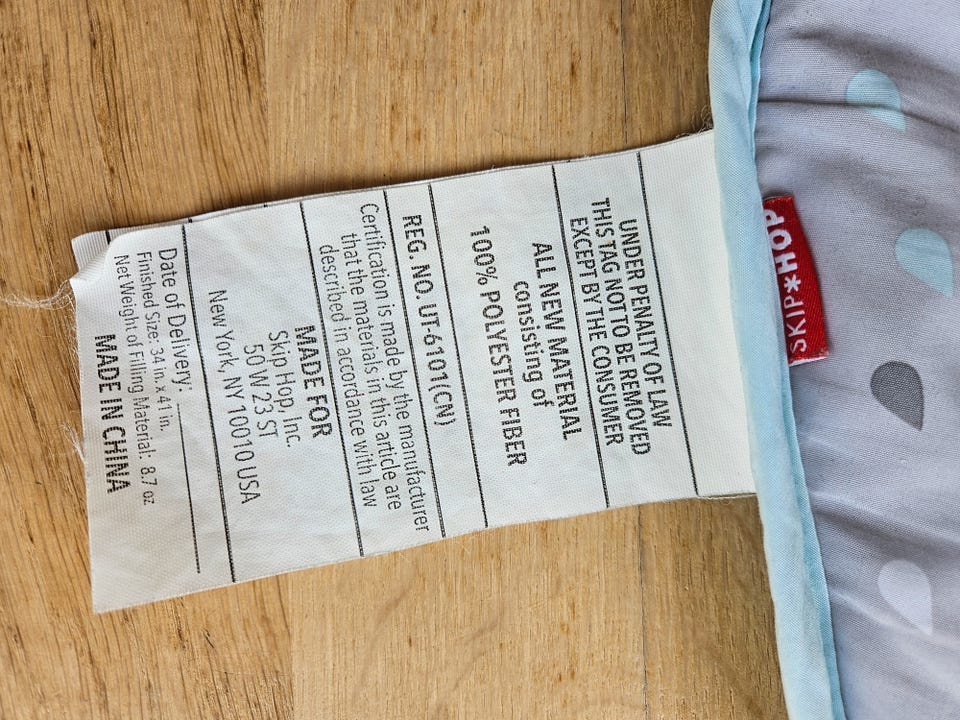 UNDER PENALTY OF LAW
THIS TAG NOT TO BE REMOVED
EXCEPT BY THE CONSUMER
ALL NEW MATERIAL
consisting of
100% POLYESTER FIBER
REG. NO. UT-6101(CN)
Certification is made by the manufacturer
that the materials in this article are
described in accordance with law
MADE FOR
Skip Hop, Inc.
50 W 23 ST
New York, NY 10010 USA
Date of Delivery:
Finished Size: 34 in. x 41 in.
Net Weight of Filling Material: 8.7 oz
MADE IN CHINA
SKIP*HOP